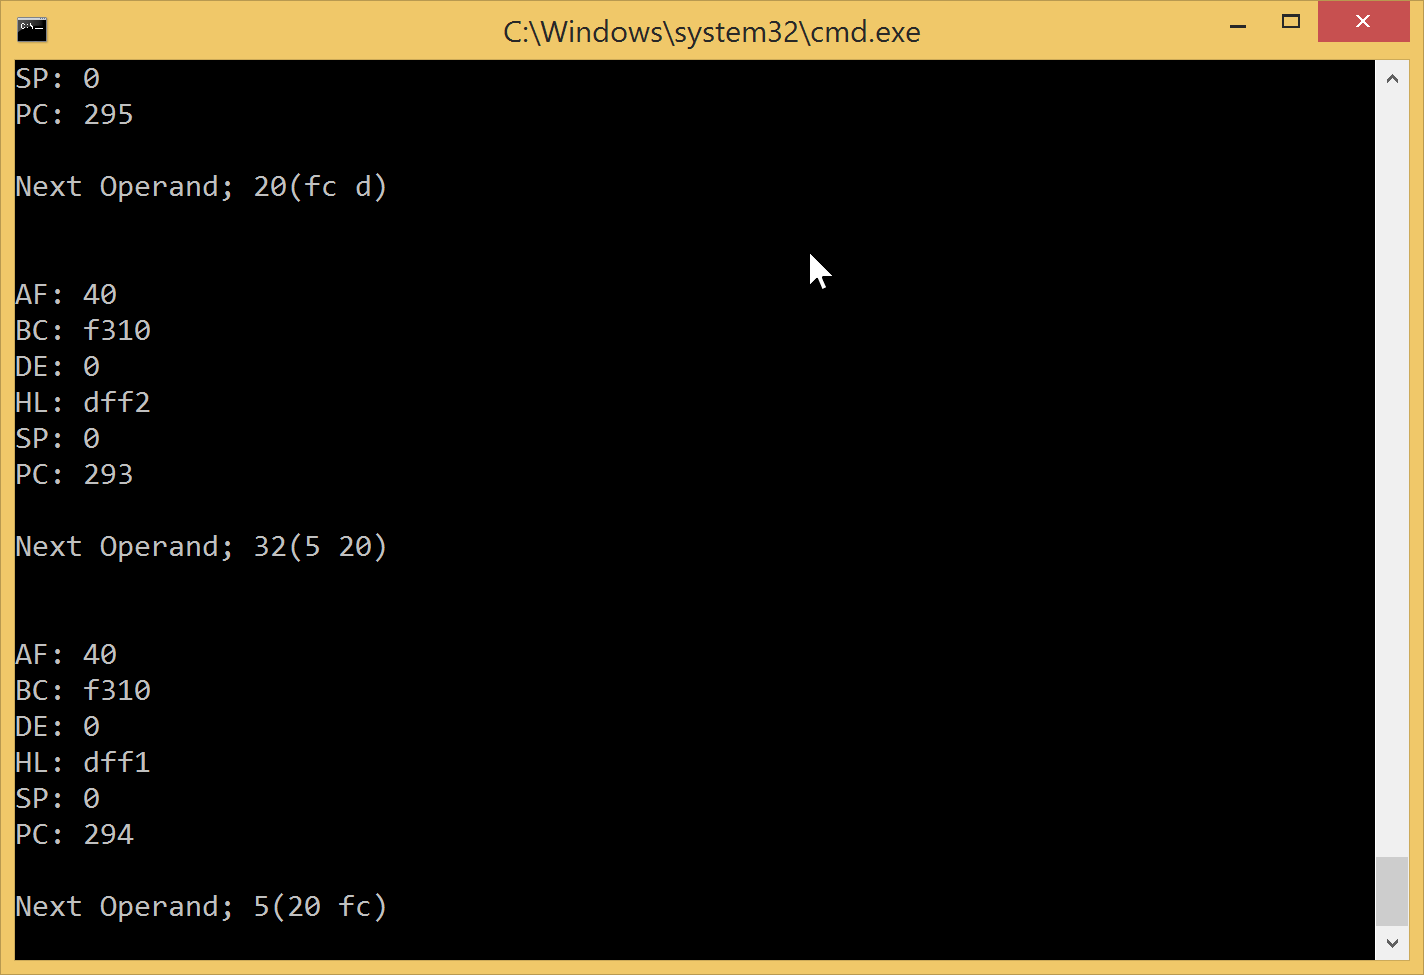 C:\Windows\system32\cmd.exe
SP: 0
PC: 295
Next Operand; 20(fc d)
AF: 40
BC: f310
DE: 0
HL: dff2
SP: 0
PC: 293
Next Operand; 32(5 20)
AF: 40
BC: f310
DE: 0
HL: dff1
SP: 0
PC: 294
Next Operand; 5(20 fc)